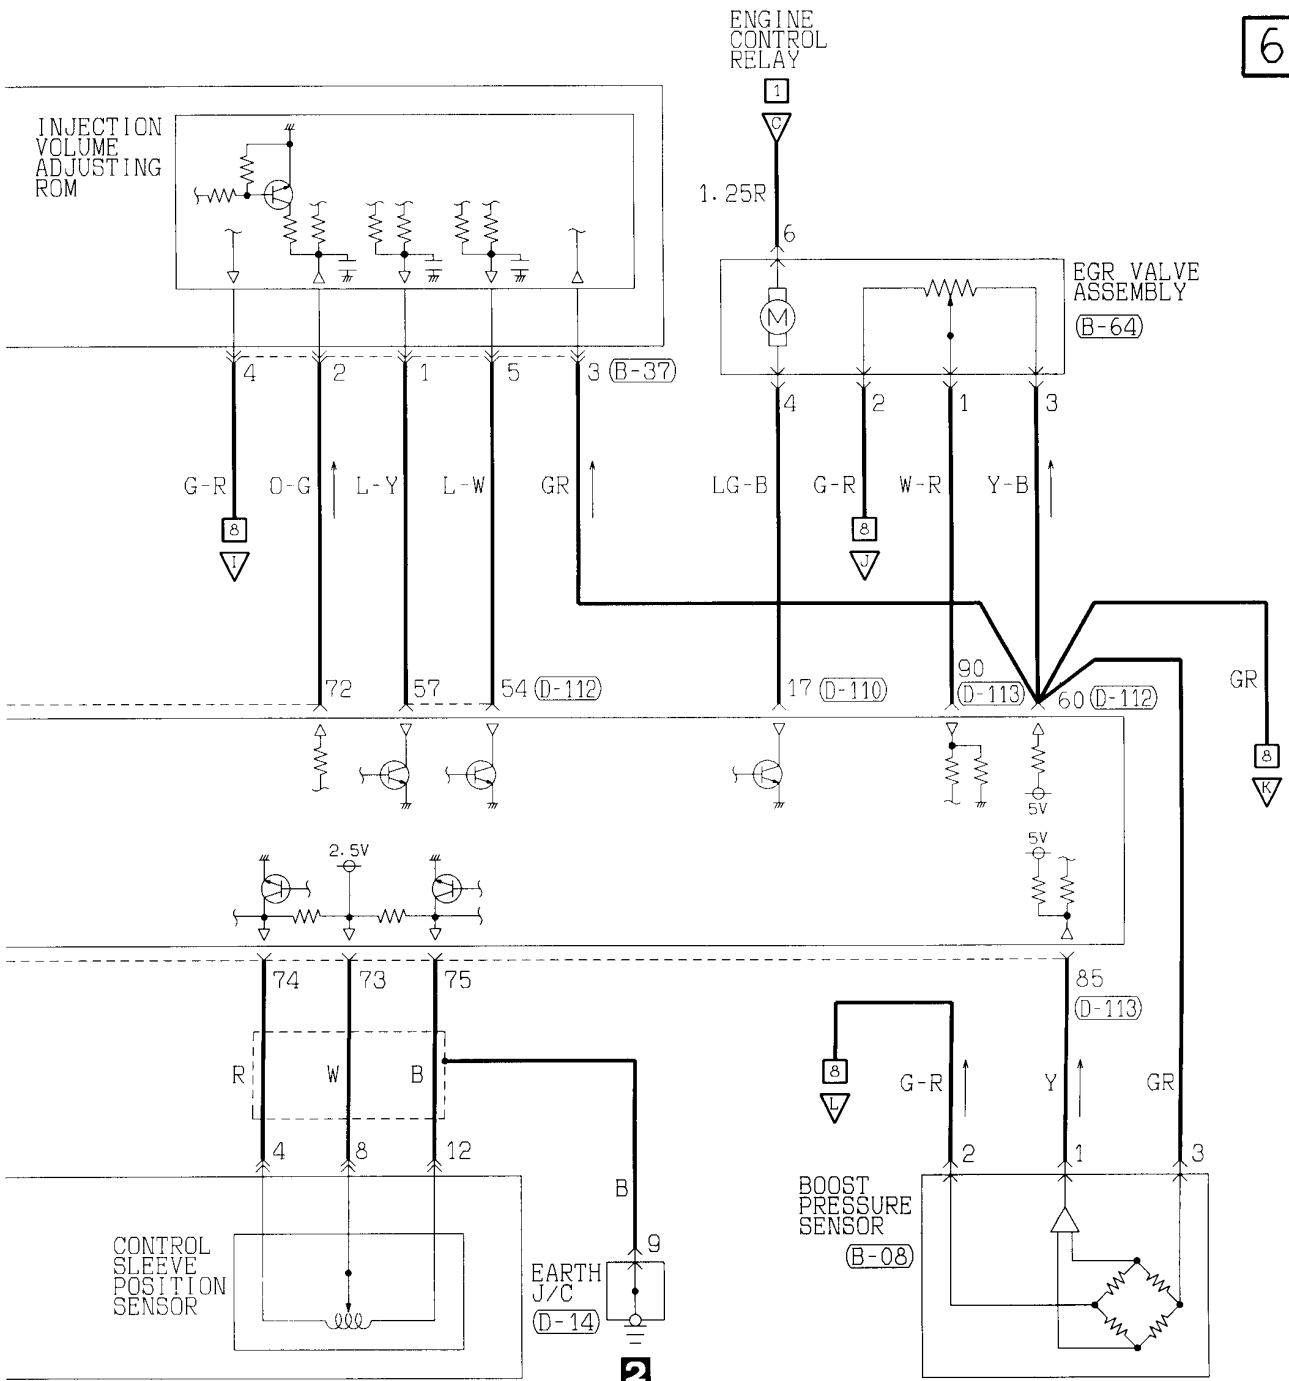 ENGINE
CONTROL
RELAY
6
1
C
INJECTION
VOLUME
ADJUSTING
ROM
1.25R
6
EGR VALVE
ASSEMBLY
(B-64)
M
4 2 1 5 3 (B-37)
4 2 1 3
G-R O-G L-Y L-W GR LG-B G-R W-R Y-B
8
I
8
J
72 57 54 (D-112) 17 (D-110) 90
(D-113) 60 (D-112)
GR
8
K
5V
5V
2.5V
74 73 75 85
(D-113)
R W B
8
L
G-R Y GR
4 8 12 2 1 3
B
9
BOOST
PRESSURE
SENSOR
(B-08)
CONTROL
SLEEVE
POSITION
SENSOR
EARTH
J/C
(D-14)
2